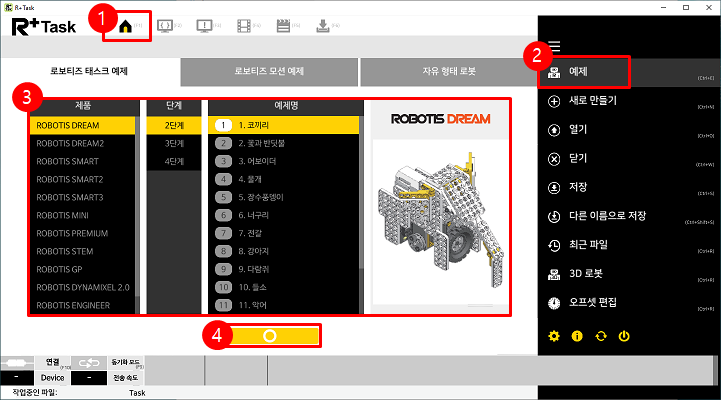 R+ Task
R+ Task
1
(F1)
(F2)
(F3)
(F4)
(F5)
(F6)
2
예제
(Ctrl+E)
로보티즈 태스크 예제
로보티즈 모션 예제
자유 형태 로봇
새로 만들기
(Ctrl+N)
열기
(Ctrl+O)
닫기
(Ctrl+W)
저장
(Ctrl+S)
다른 이름으로 저장
(Ctrl+Shift+S)
최근 파일
(Ctrl+R)
3D 로봇
오프셋 편집
3
제품
단계
예제명
ROBOTIS DREAM
ROBOTIS DREAM2
ROBOTIS SMART
ROBOTIS SMART2
ROBOTIS SMART3
ROBOTIS MINI
ROBOTIS PREMIUM
ROBOTIS STEM
ROBOTIS GP
ROBOTIS DYNAMIXEL 2.0
ROBOTIS ENGINEER
2단계
3단계
4단계
1 1. 코끼리
2 2. 꽃과 반딧불
3 3. 어보이더
4 4. 물개
5 5. 장수풍뎅이
6 6. 너구리
7 7. 전갈
8 8. 강아지
9 9. 다람쥐
10 10. 들소
11 11. 악어
ROBOTIS DREAM
4
연결
(F10)
동기화 모드
(F9)
- Device - 전송 속도
작업중인 파일: Task